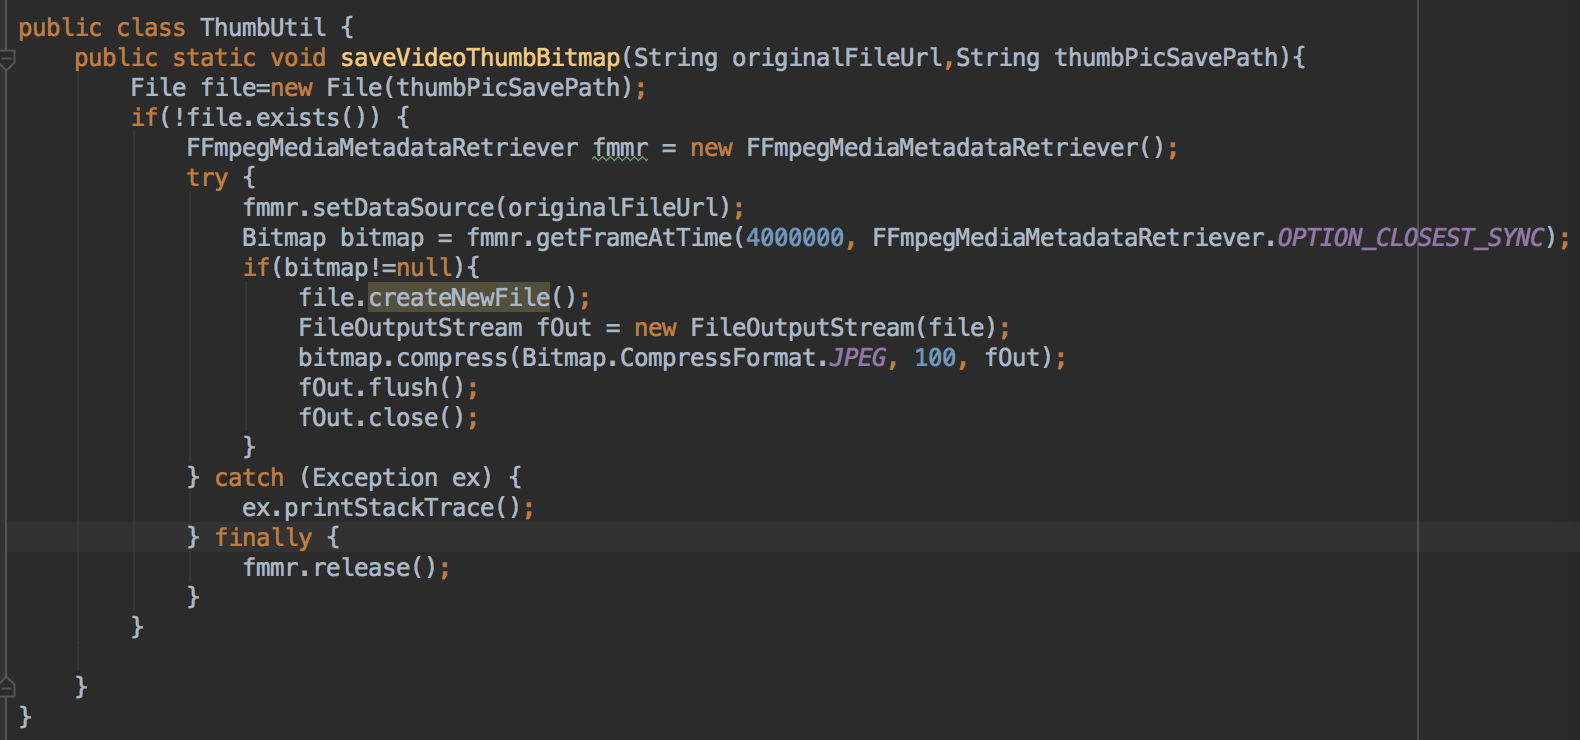 public class ThumbUtil {
    public static void saveVideoThumbBitmap(String originalFileUrl,String thumbPicSavePath){
        File file=new File(thumbPicSavePath);
        if(!file.exists()) {
            FFmpegMediaMetadataRetriever fmmr = new FFmpegMediaMetadataRetriever();
            try {
                fmmr.setDataSource(originalFileUrl);
                Bitmap bitmap = fmmr.getFrameAtTime(4000000, FFmpegMediaMetadataRetriever.OPTION_CLOSEST_SYNC);
                if(bitmap!=null){
                    file.createNewFile();
                    FileOutputStream fOut = new FileOutputStream(file);
                    bitmap.compress(Bitmap.CompressFormat.JPEG, 100, fOut);
                    fOut.flush();
                    fOut.close();
                }
            } catch (Exception ex) {
                ex.printStackTrace();
            } finally {
                fmmr.release();
            }
        }

    }
}